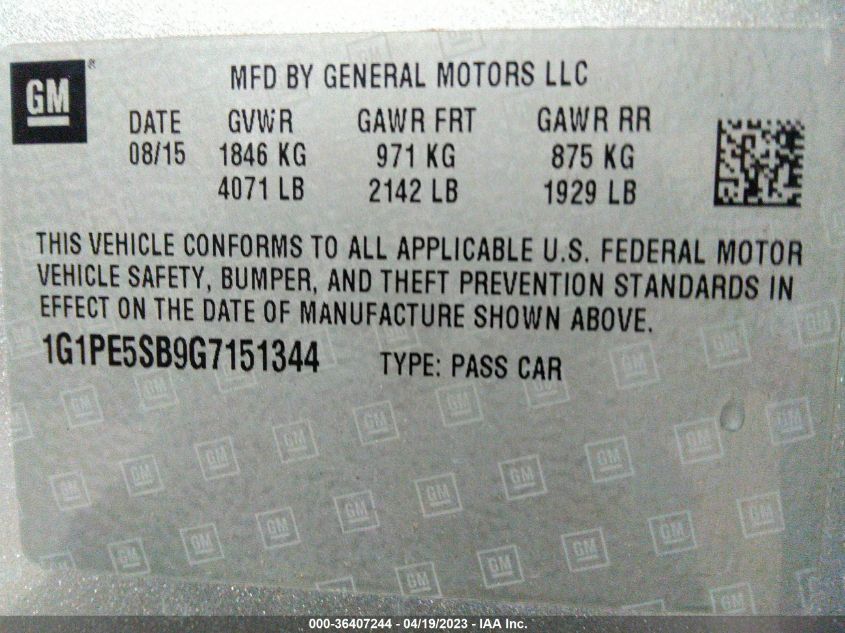 GM
MFD BY GENERAL MOTORS LLC
DATE GVWR GAWR FRT GAWR RR
08/15 1846 KG 971 KG 875 KG
4071 LB 2142 LB 1929 LB
THIS VEHICLE CONFORMS TO ALL APPLICABLE U.S. FEDERAL MOTOR
VEHICLE SAFETY, BUMPER, AND THEFT PREVENTION STANDARDS IN
EFFECT ON THE DATE OF MANUFACTURE SHOWN ABOVE.
1G1PE5SB9G7151344 TYPE: PASS CAR
000-36407244 - 04/19/2023 - IAA Inc.